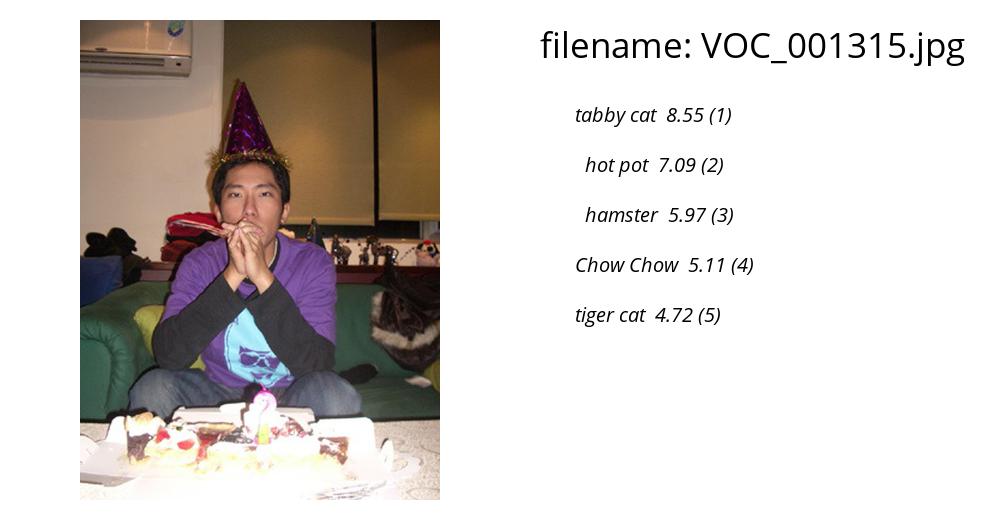 filename: VOC_001315.jpg
tabby cat 8.55 (1)
hot pot 7.09 (2)
hamster 5.97 (3)
Chow Chow 5.11 (4)
tiger cat 4.72 (5)